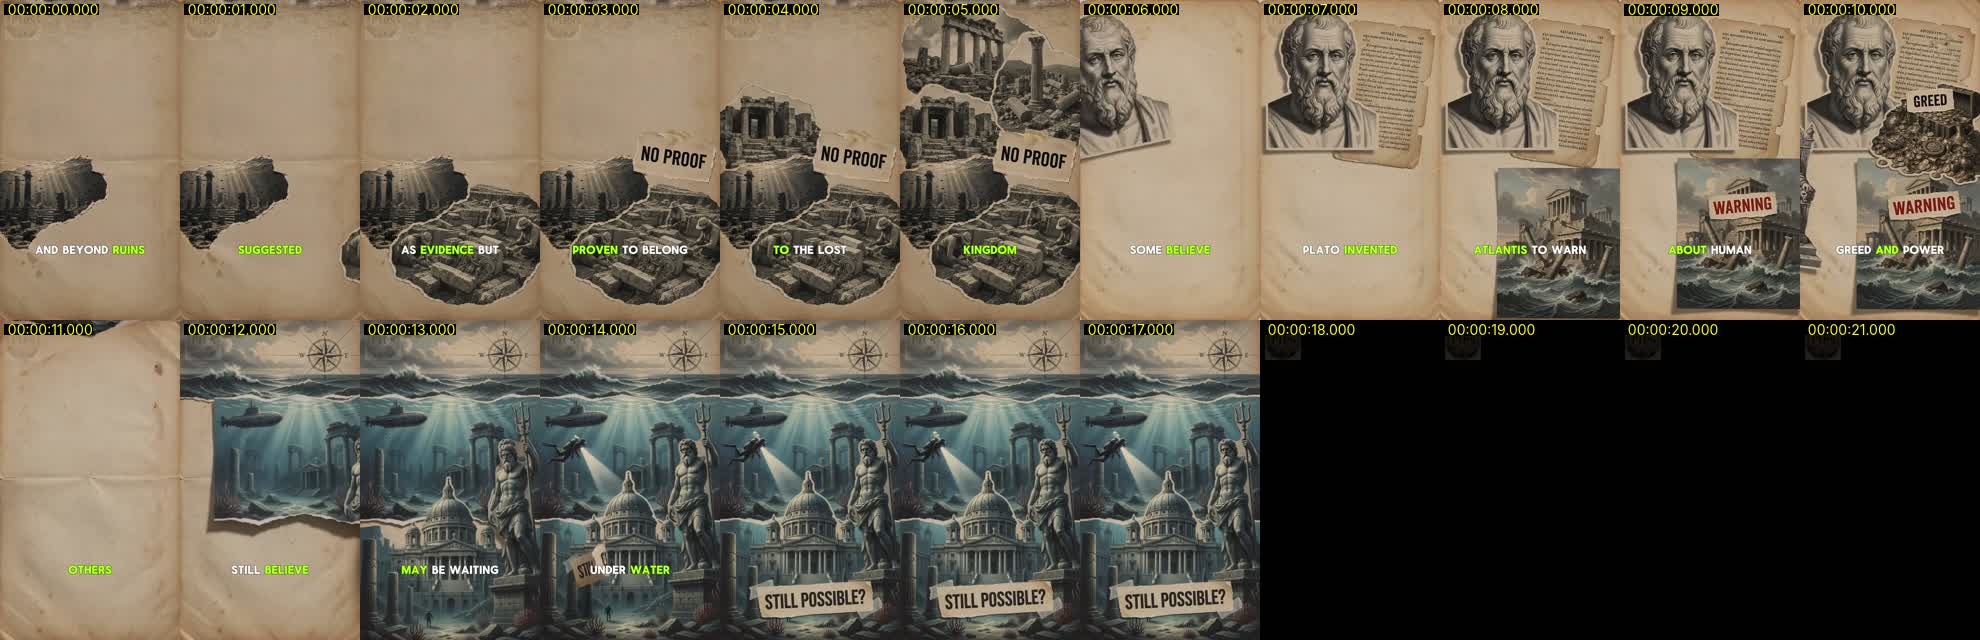 00:00:00.000
AND BEYOND RUINS
00:00:01.000
SUGGESTED
00:00:02.000
AS EVIDENCE BUT
00:00:03.000
NO PROOF
PROVEN TO BELONG
00:00:04.000
NO PROOF
TO THE LOST
00:00:05.000
NO PROOF
KINGDOM
00:00:06.000
SOME BELIEVE
00:00:07.000
PLATO INVENTED
00:00:08.000
ATLANTIS TO WARN
00:00:09.000
WARNING
ABOUT HUMAN
00:00:10.000
GREED
WARNING
GREED AND POWER
00:00:11.000
OTHERS
00:00:12.000
N
W E
STILL BELIEVE
00:00:13.000
N
W E
MAY BE WAITING
00:00:14.000
N
W E
UNDER WATER
00:00:15.000
N
W E
STILL POSSIBLE?
00:00:16.000
N
W E
STILL POSSIBLE?
00:00:17.000
N
W E
STILL POSSIBLE?
00:00:18.000
00:00:19.000
00:00:20.000
00:00:21.000